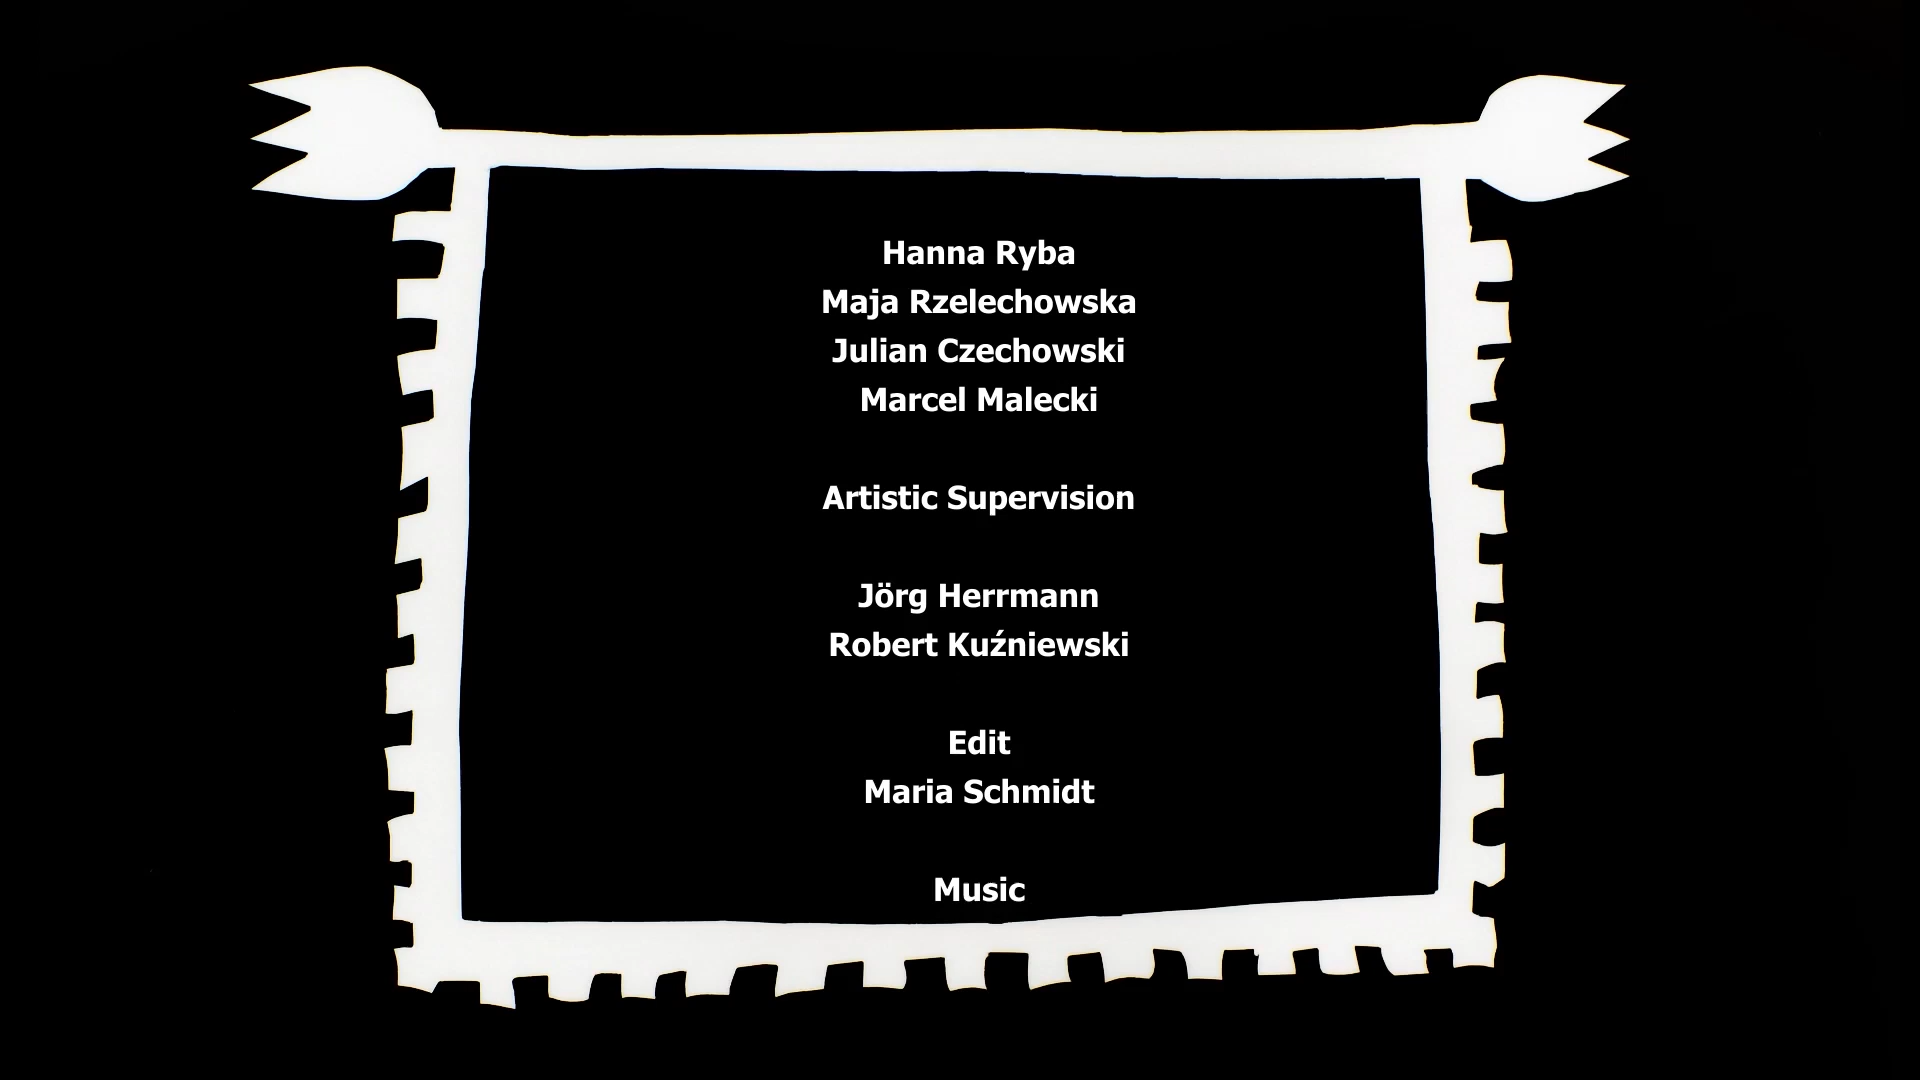 Hanna Ryba
Maja Rzelechowska
Julian Czechowski
Marcel Malecki
Artistic Supervision
Jörg Herrmann
Robert Kuźniewski
Edit
Maria Schmidt
Music